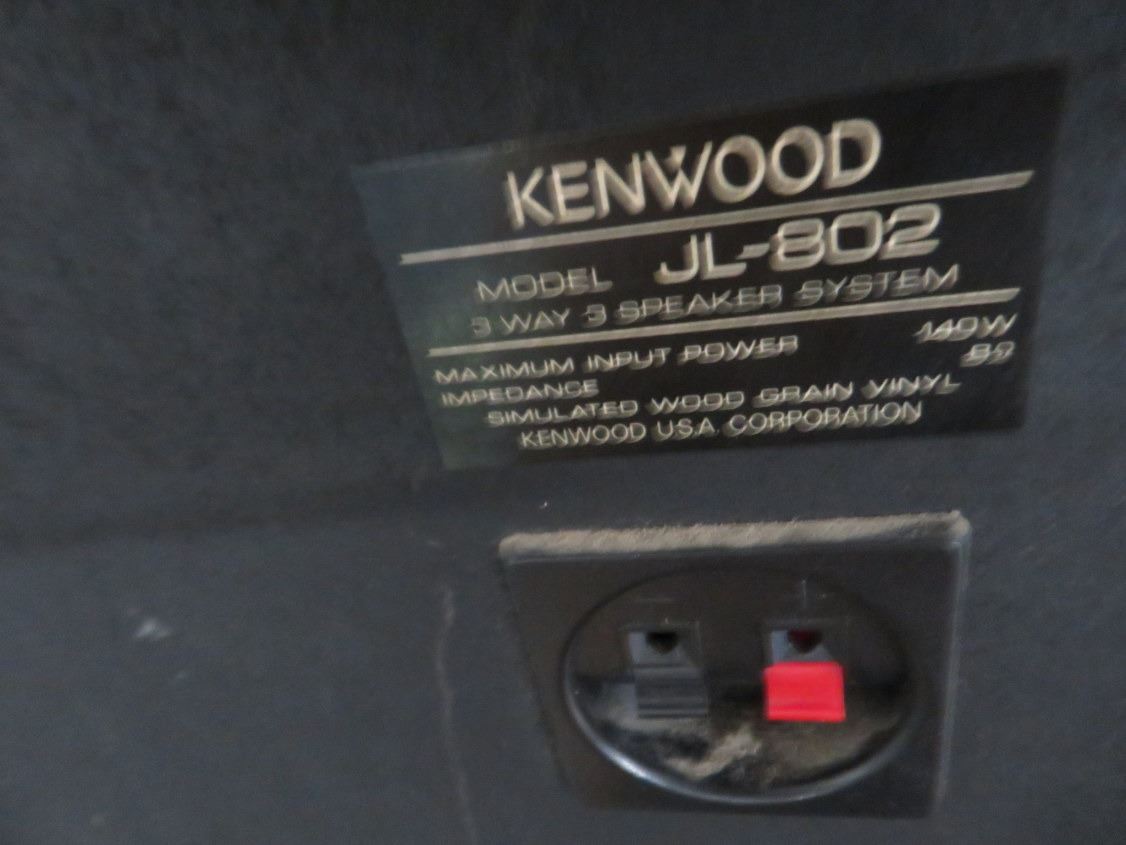 KENWOOD
MODEL JL-802
3 WAY 3 SPEAKER SYSTEM
MAXIMUM INPUT POWER 140W
IMPEDANCE 8Ω
SIMULATED WOOD GRAIN VINYL
KENWOOD U.S.A. CORPORATION